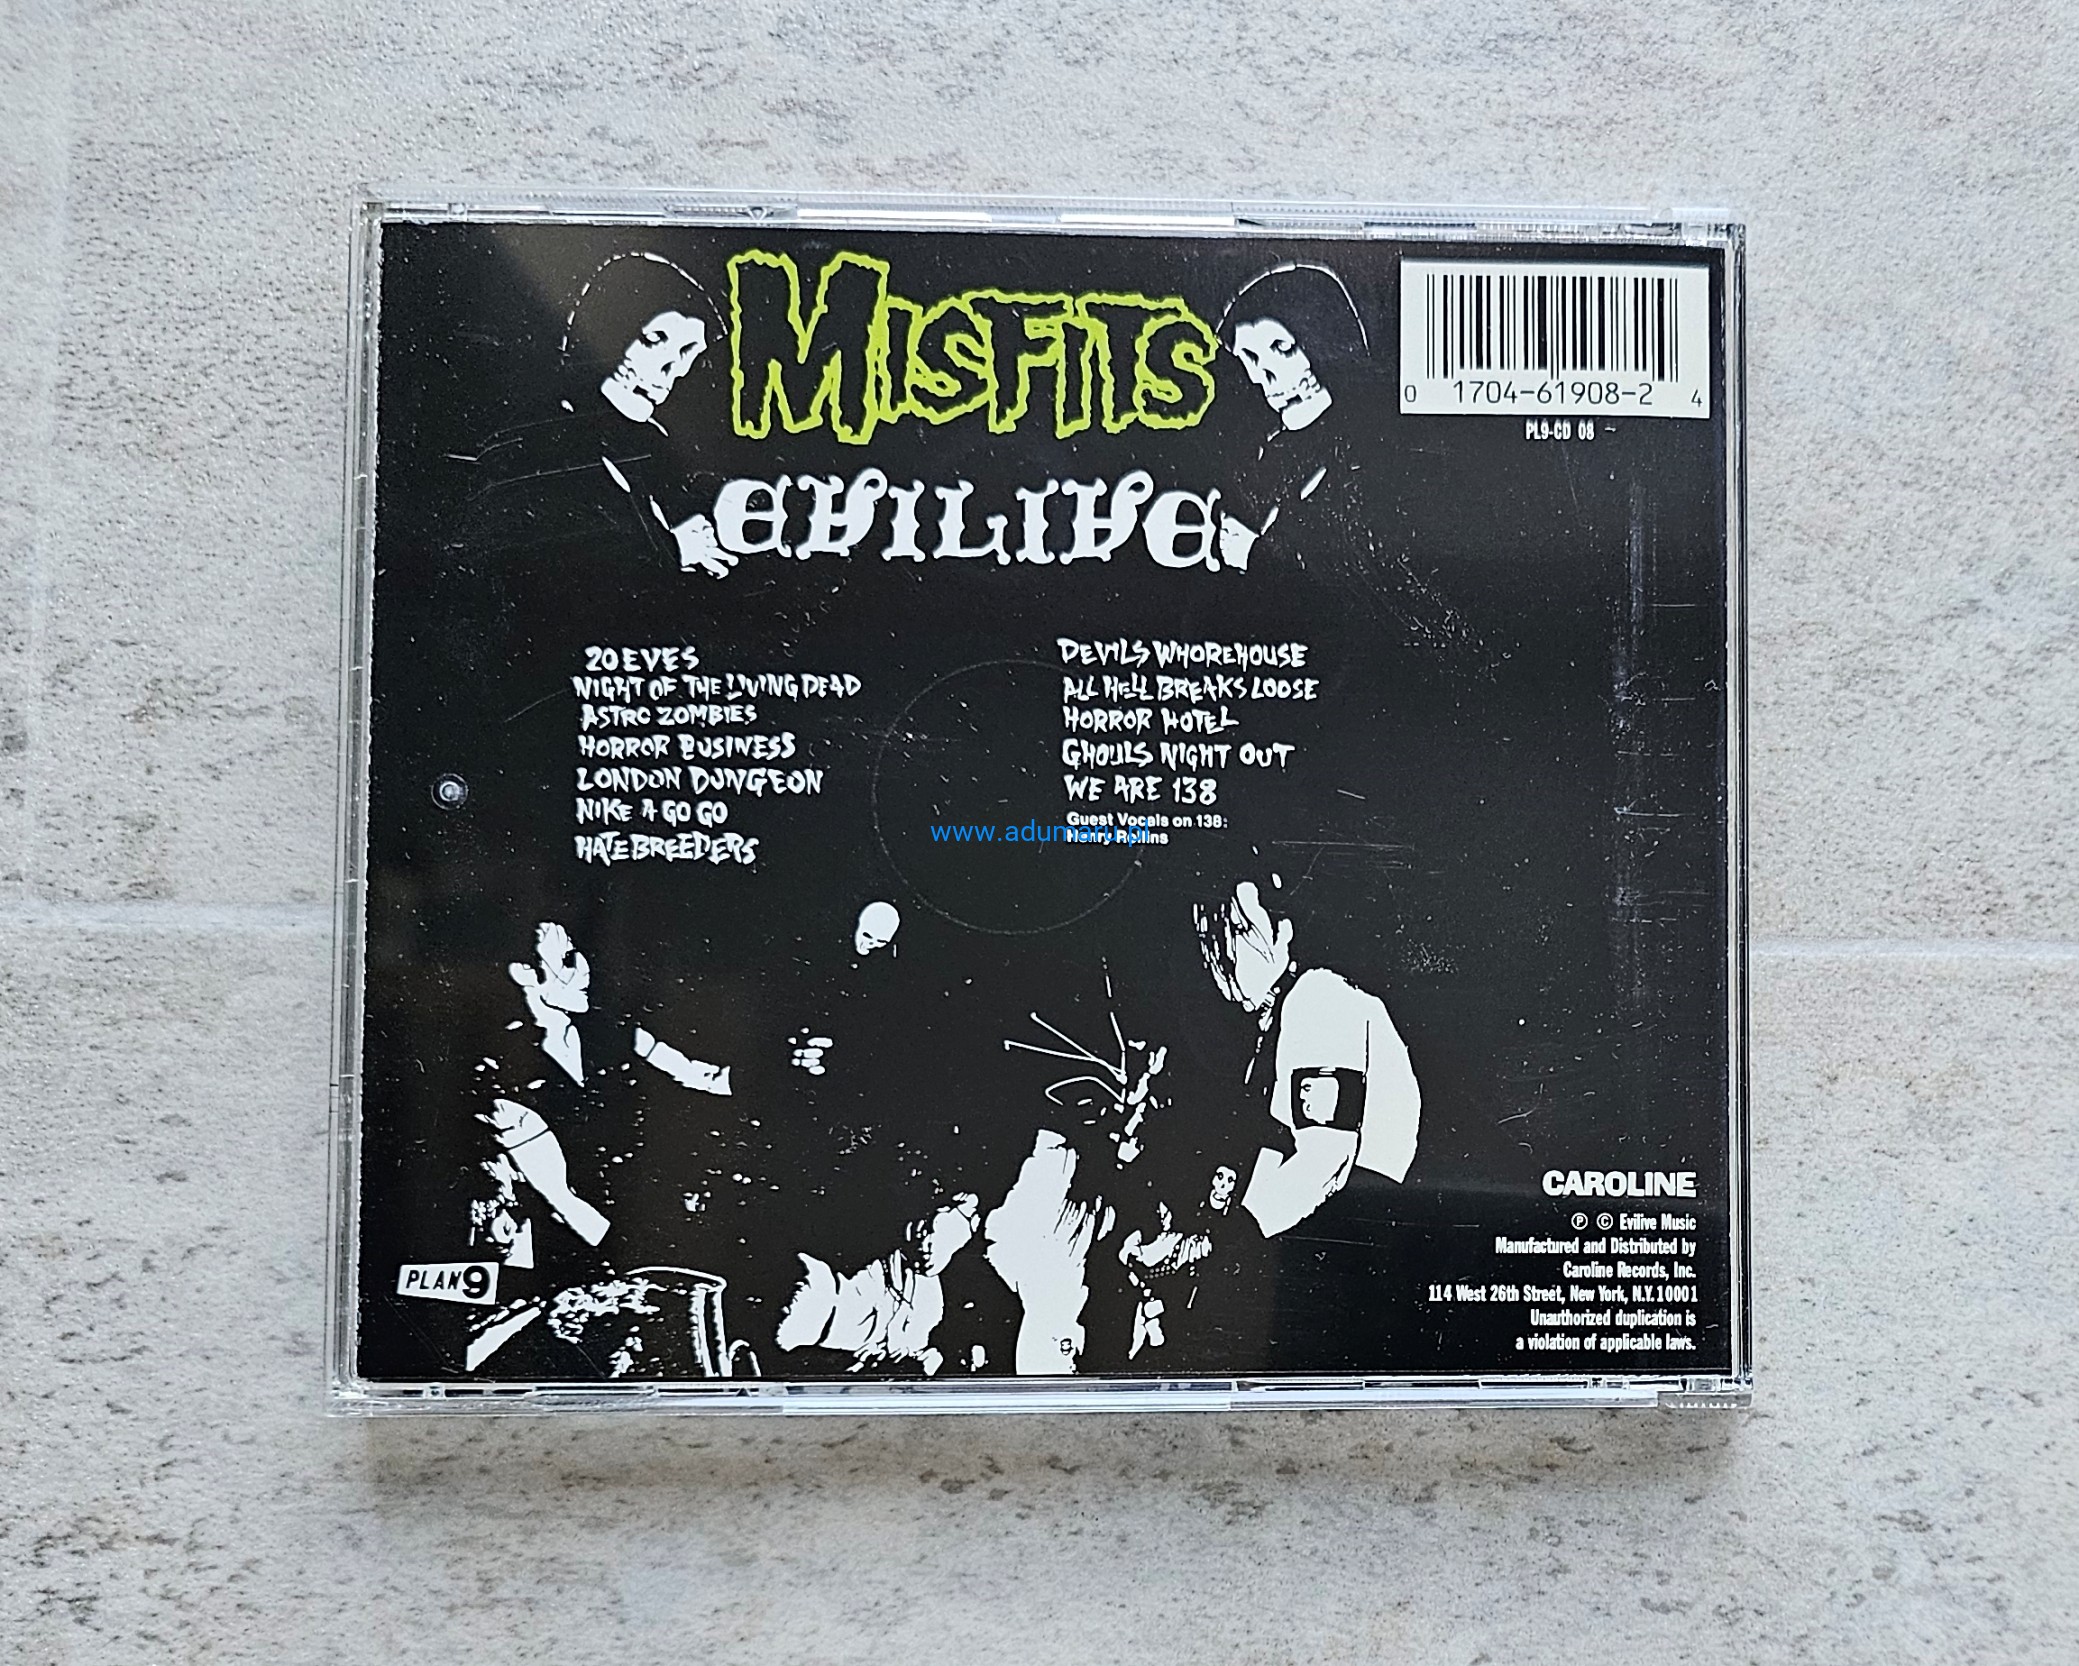 MISFITS
EVILIVE
0 1704-61908-2 4
PL9-CD 08
20 EYES
NIGHT OF THE LIVING DEAD
ASTRO ZOMBIES
HORROR BUSINESS
LONDON DUNGEON
NIKE A GO GO
HATEBREEDERS
DEVILS WHOREHOUSE
ALL HELL BREAKS LOOSE
HORROR HOTEL
GHOULS NIGHT OUT
WE ARE 138
Guest Vocals on 138:
Henry Rollins
www.adumaru.pl
PLAN 9
CAROLINE
℗ © Evilive Music
Manufactured and Distributed by
Caroline Records, Inc.
114 West 26th Street, New York, N.Y. 10001
Unauthorized duplication is
a violation of applicable laws.